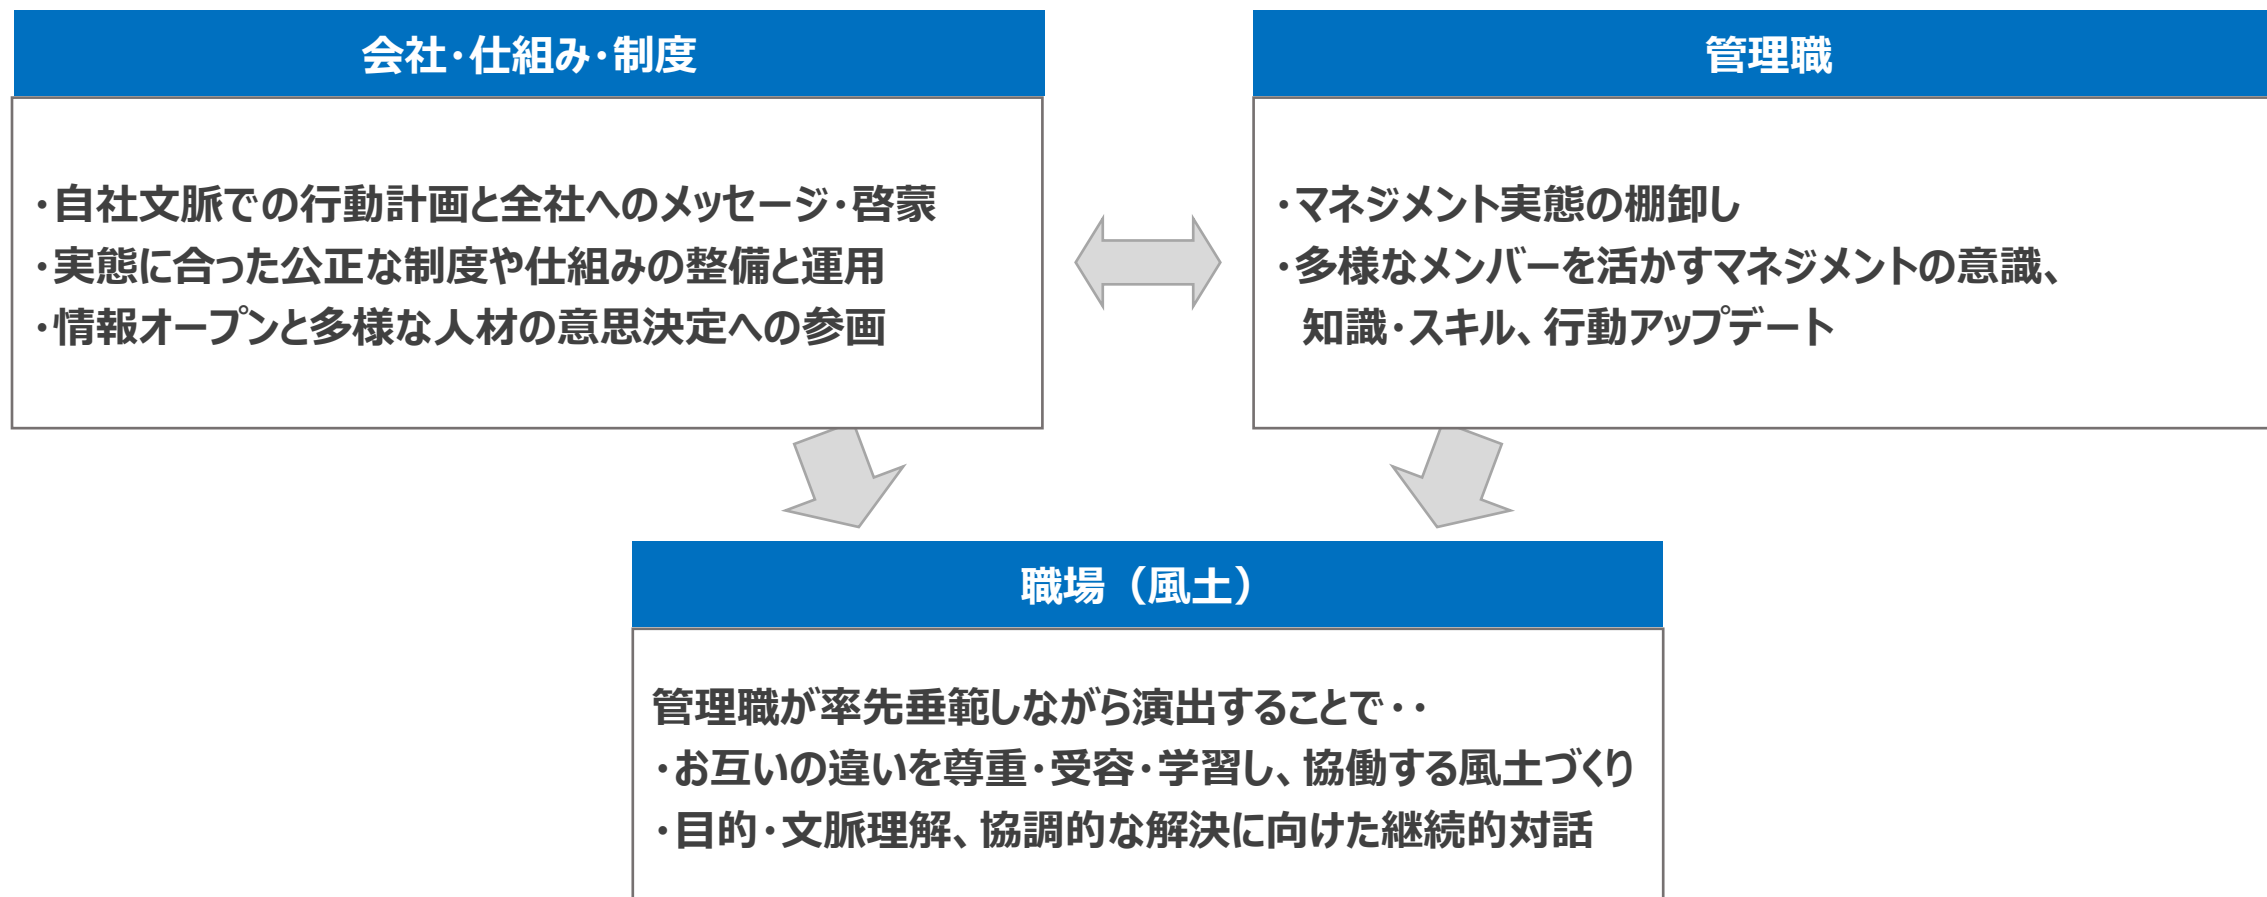 会社・仕組み・制度
・自社文脈での行動計画と全社へのメッセージ・啓蒙
・実態に合った公正な制度や仕組みの整備と運用
・情報オープンと多様な人材の意思決定への参画
管理職
・マネジメント実態の棚卸し
・多様なメンバーを活かすマネジメントの意識、
知識・スキル、行動アップデート
職場（風土）
管理職が率先垂範しながら演出することで・・
・お互いの違いを尊重・受容・学習し、協働する風土づくり
・目的・文脈理解、協調的な解決に向けた継続的対話